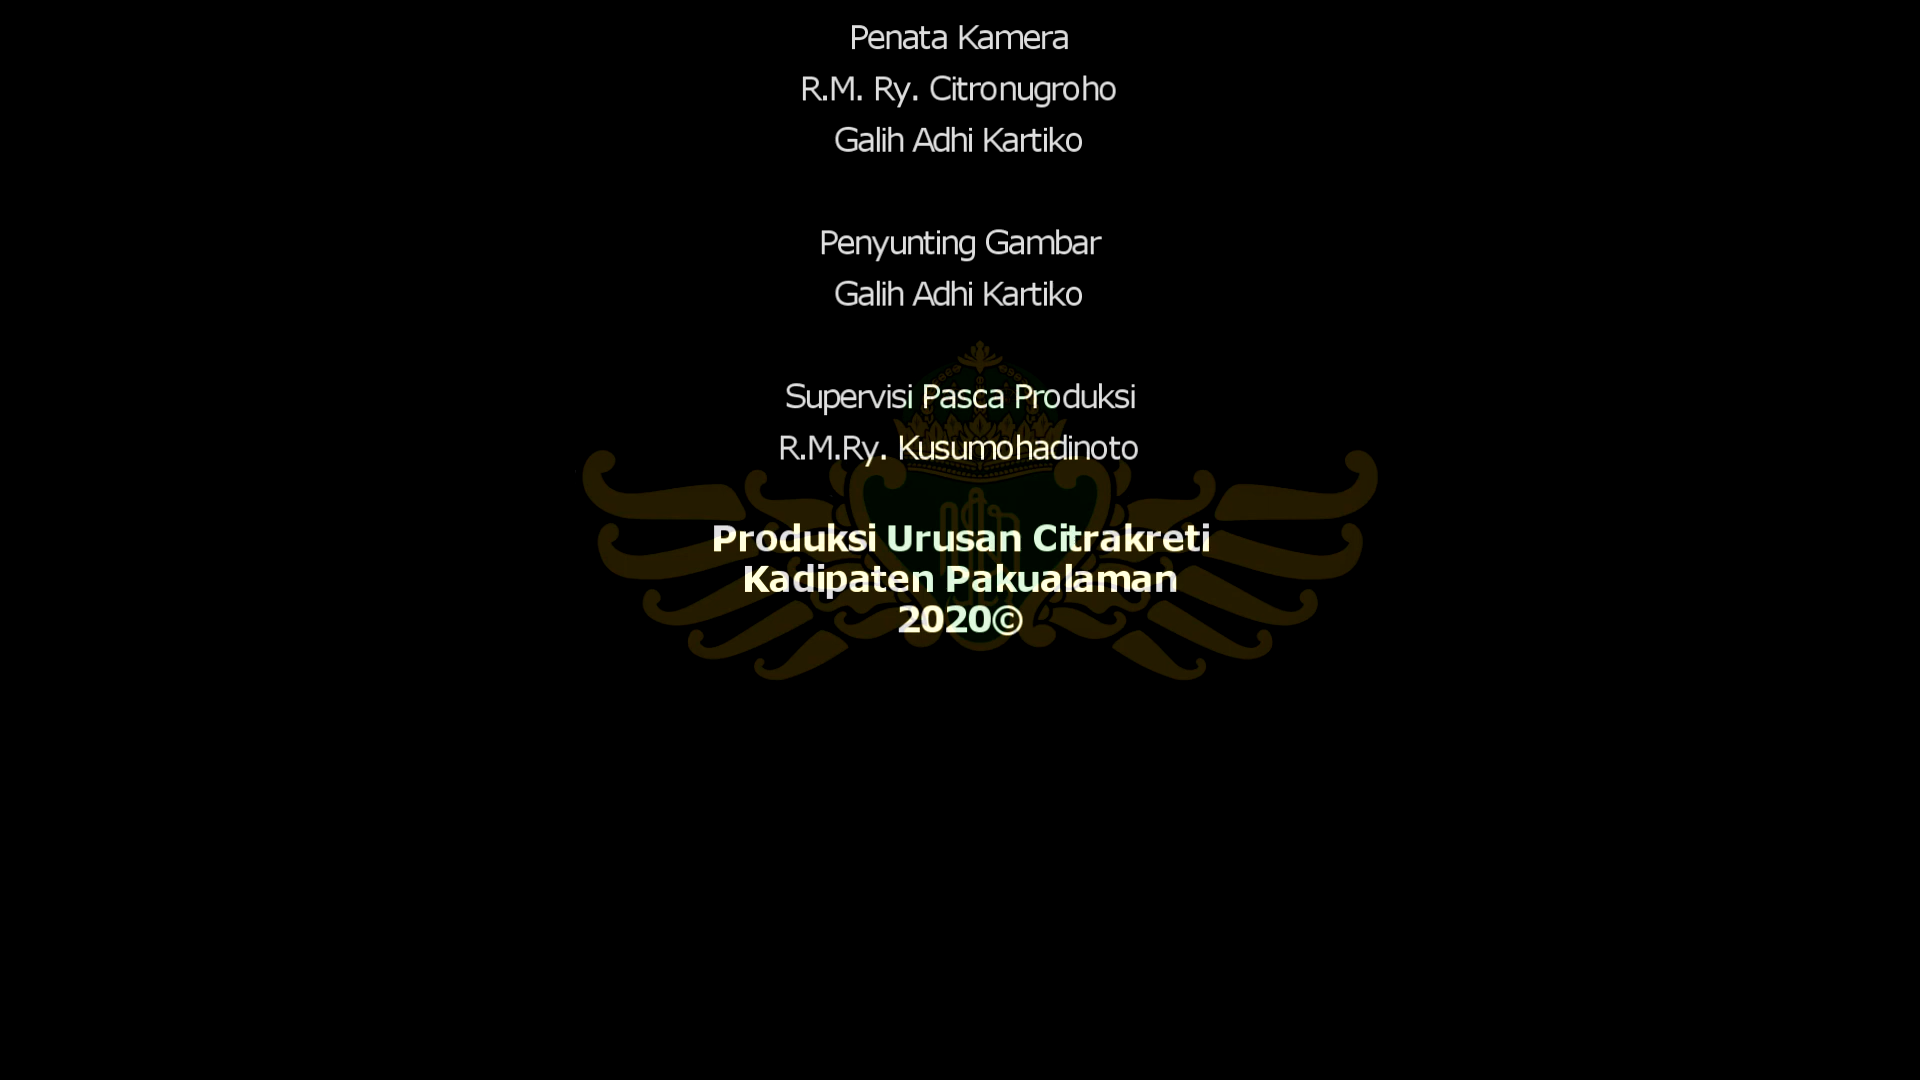 Penata Kamera
R.M. Ry. Citronugroho
Galih Adhi Kartiko
Penyunting Gambar
Galih Adhi Kartiko
Supervisi Pasca Produksi
R.M.Ry. Kusumohadinoto
Produksi Urusan Citrakreti
Kadipaten Pakualaman
2020©